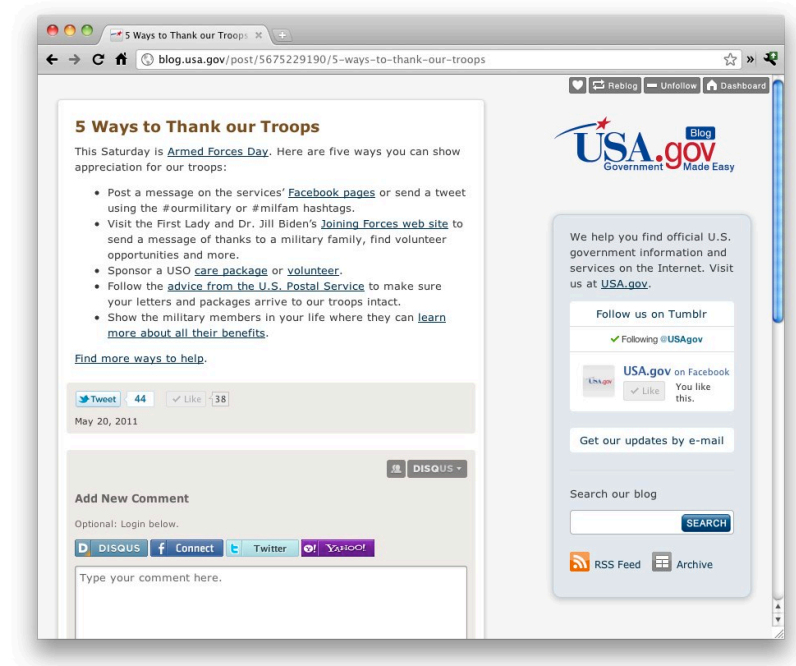 5 Ways to Thank our Troops
blog.usa.gov/post/5675229190/5-ways-to-thank-our-troops
Reblog
Unfollow
Dashboard
5 Ways to Thank our Troops
This Saturday is Armed Forces Day. Here are five ways you can show
appreciation for our troops:
• Post a message on the services' Facebook pages or send a tweet
using the #ourmilitary or #milfam hashtags.
• Visit the First Lady and Dr. Jill Biden's Joining Forces web site to
send a message of thanks to a military family, find volunteer
opportunities and more.
• Sponsor a USO care package or volunteer.
• Follow the advice from the U.S. Postal Service to make sure
your letters and packages arrive to our troops intact.
• Show the military members in your life where they can learn
more about all their benefits.
Find more ways to help.
Tweet 44 Like 38
May 20, 2011
DISQUS
Add New Comment
Optional: Login below.
D DISQUS f Connect t Twitter Y! YAHOO!
Type your comment here.
Blog
USA.gov
Government Made Easy
We help you find official U.S.
government information and
services on the Internet. Visit
us at USA.gov.
Follow us on Tumblr
Following @USAgov
USA.gov
USA.gov on Facebook
Like You like
this.
Get our updates by e-mail
Search our blog
SEARCH
RSS Feed Archive